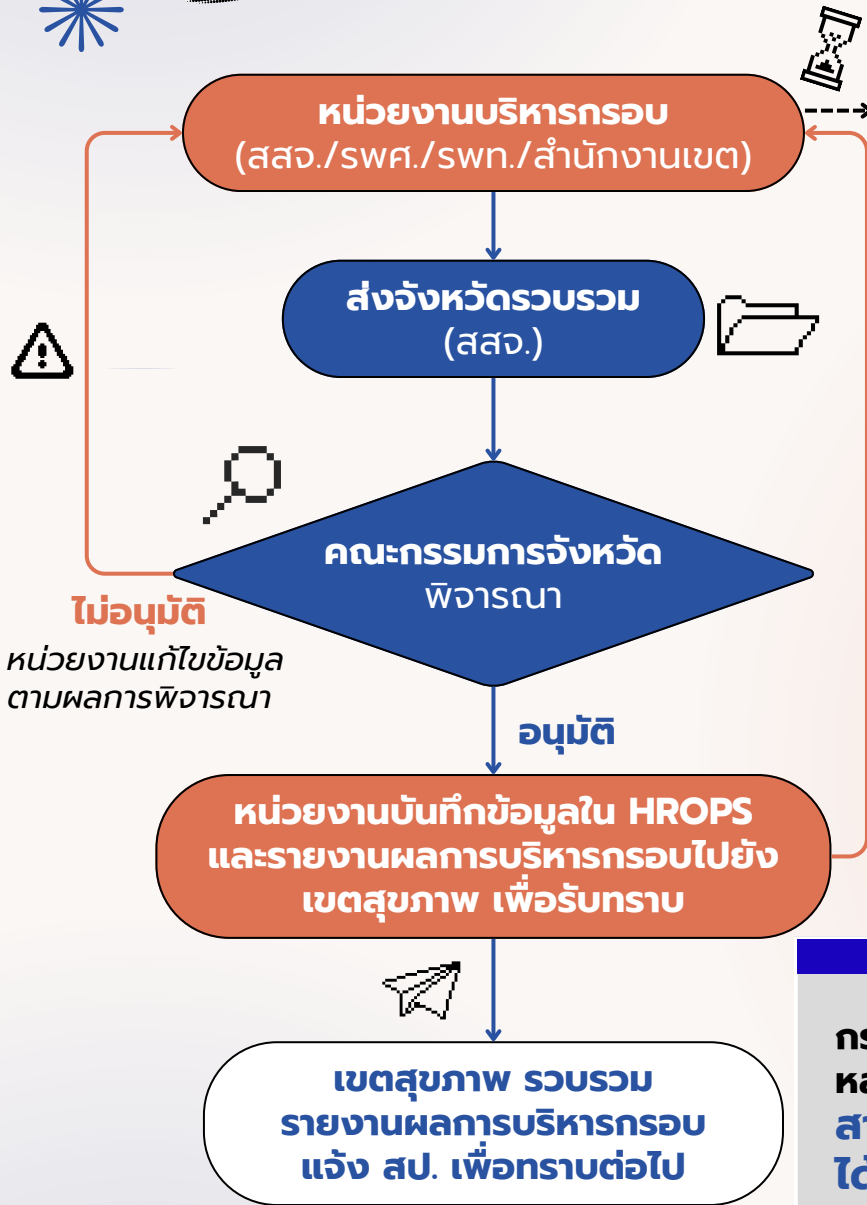 หน่วยงานบริหารกรอบ
(สสจ./รพศ./รพท./สำนักงานเขต)
ส่งจังหวัดรวบรวม
(สสจ.)
คณะกรรมการจังหวัด
พิจารณา
ไม่อนุมัติ
หน่วยงานแก้ไขข้อมูล
ตามผลการพิจารณา
อนุมัติ
หน่วยงานบันทึกข้อมูลใน HROPS
และรายงานผลการบริหารกรอบไปยัง
เขตสุขภาพ เพื่อรับทราบ
เขตสุขภาพ รวบรวม
รายงานผลการบริหารกรอบ
แจ้ง สป. เพื่อทราบต่อไป